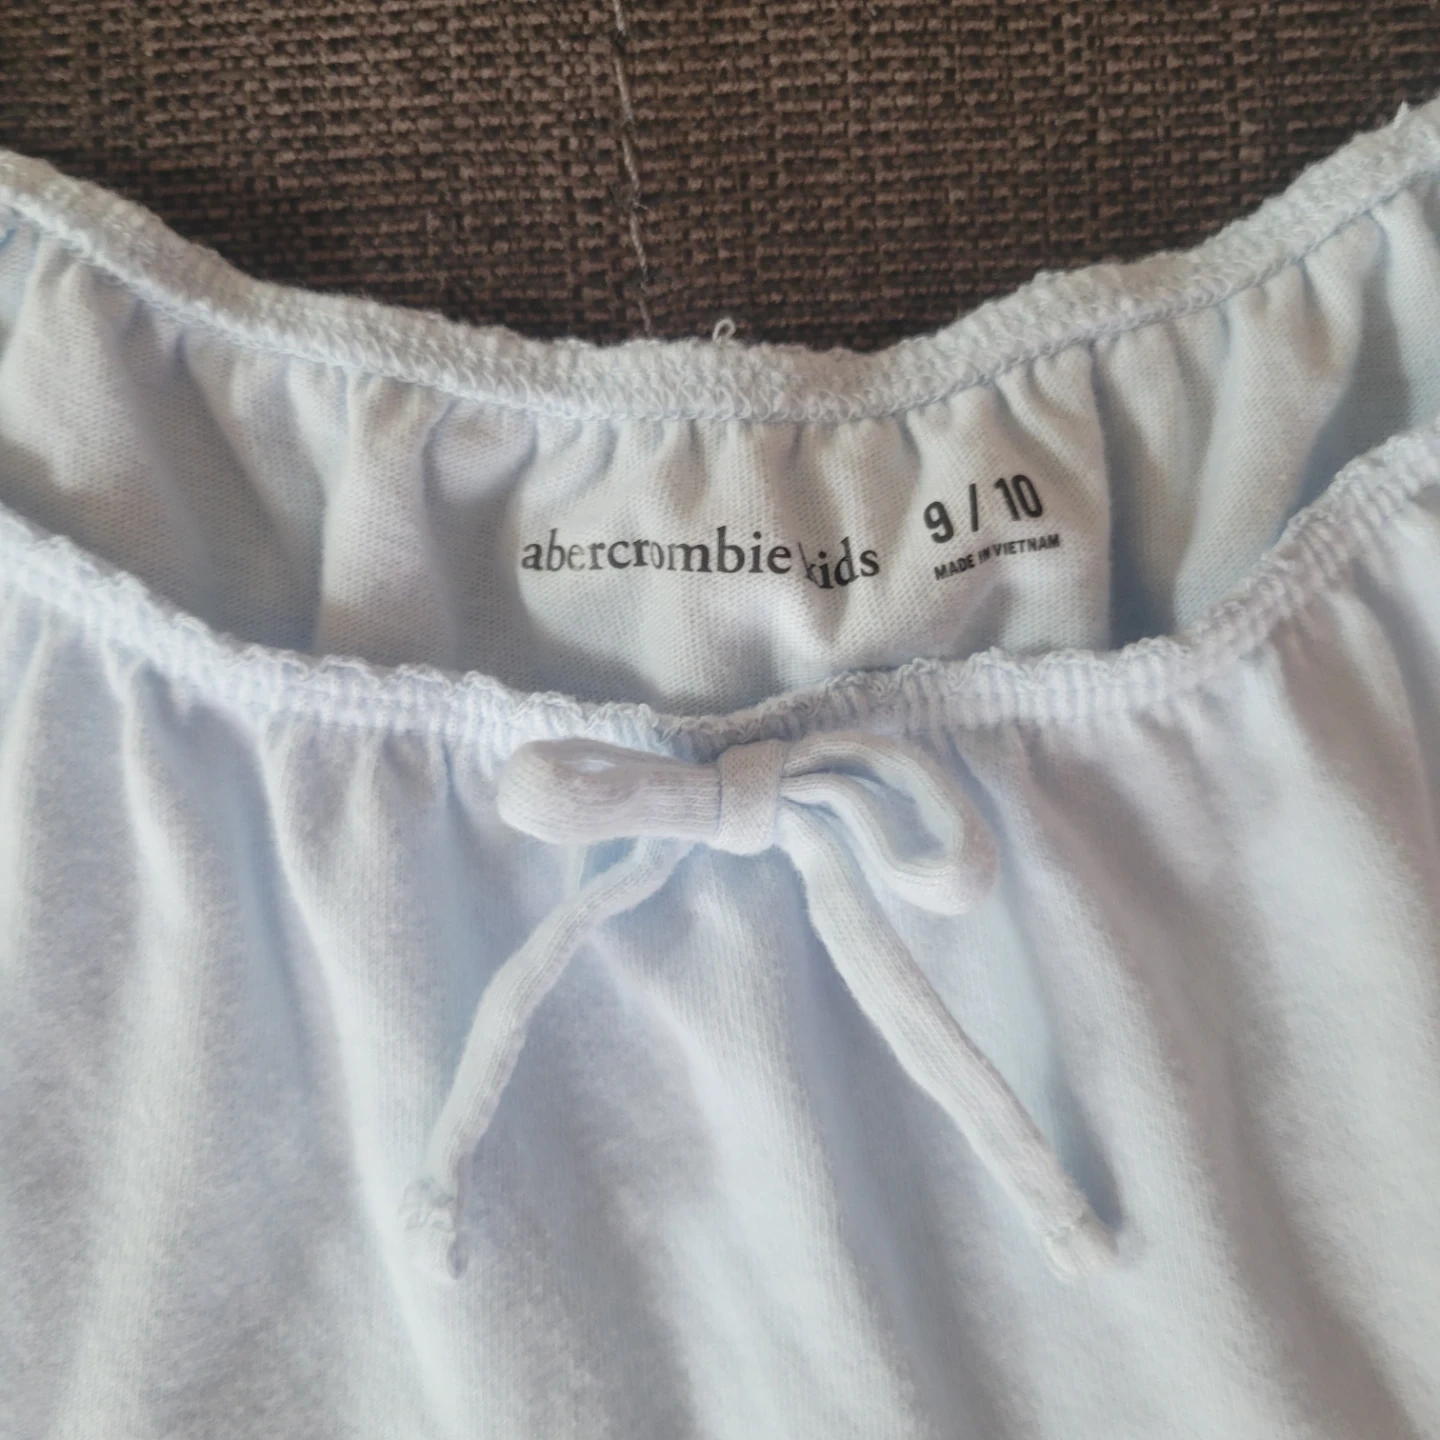 abercrombie kids
9 / 10
MADE IN VIETNAM